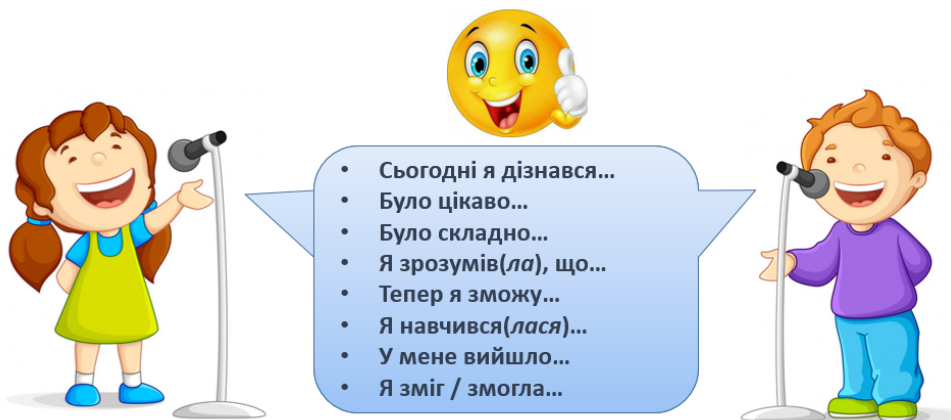 • Сьогодні я дізнався…
• Було цікаво…
• Було складно…
• Я зрозумів(ла), що…
• Тепер я зможу…
• Я навчився(лася)…
• У мене вийшло…
• Я зміг / змогла…